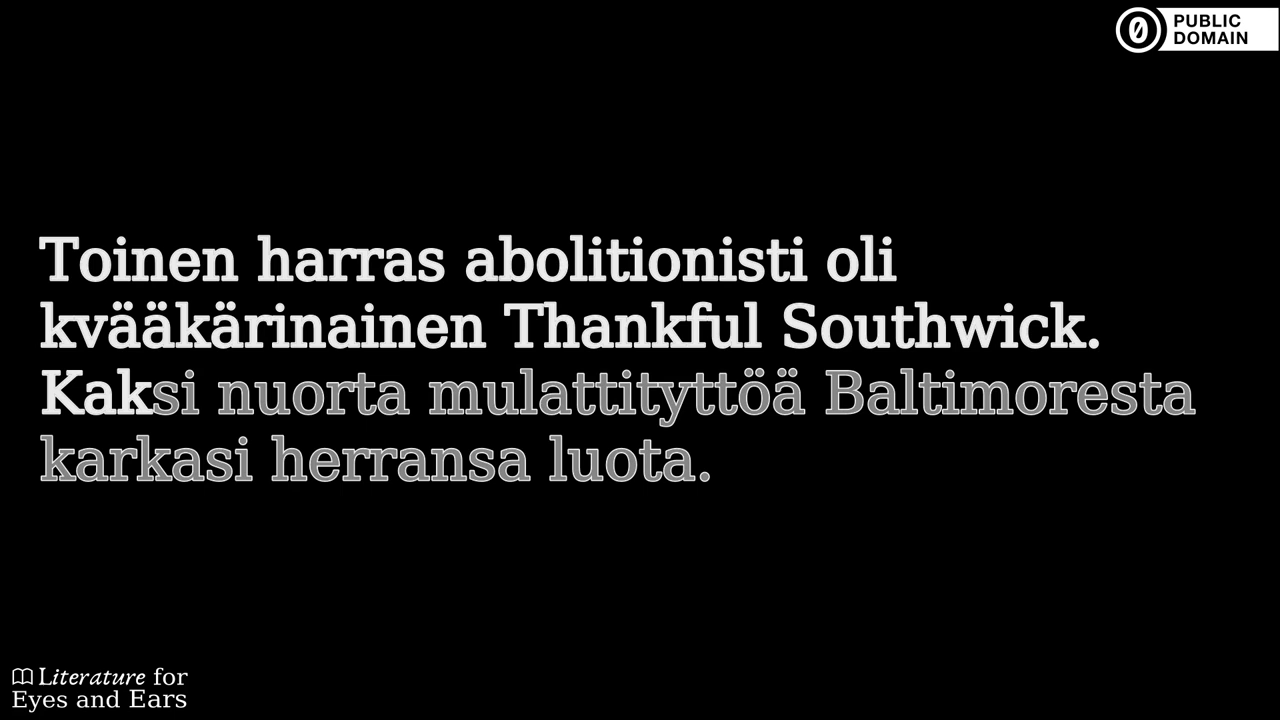 PUBLIC
DOMAIN
Toinen harras abolitionisti oli
kvääkärinainen Thankful Southwick.
Kaksi nuorta mulattityttöä Baltimoresta
karkasi herransa luota.
Literature for
Eyes and Ears